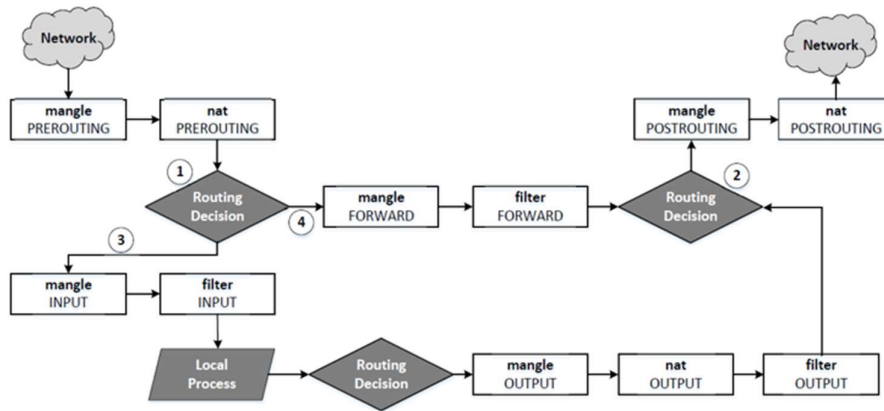 Network
Network
mangle
PREROUTING
nat
PREROUTING
mangle
POSTROUTING
nat
POSTROUTING
1
Routing
Decision
4
mangle
FORWARD
filter
FORWARD
2
Routing
Decision
3
mangle
INPUT
filter
INPUT
Local
Process
Routing
Decision
mangle
OUTPUT
nat
OUTPUT
filter
OUTPUT